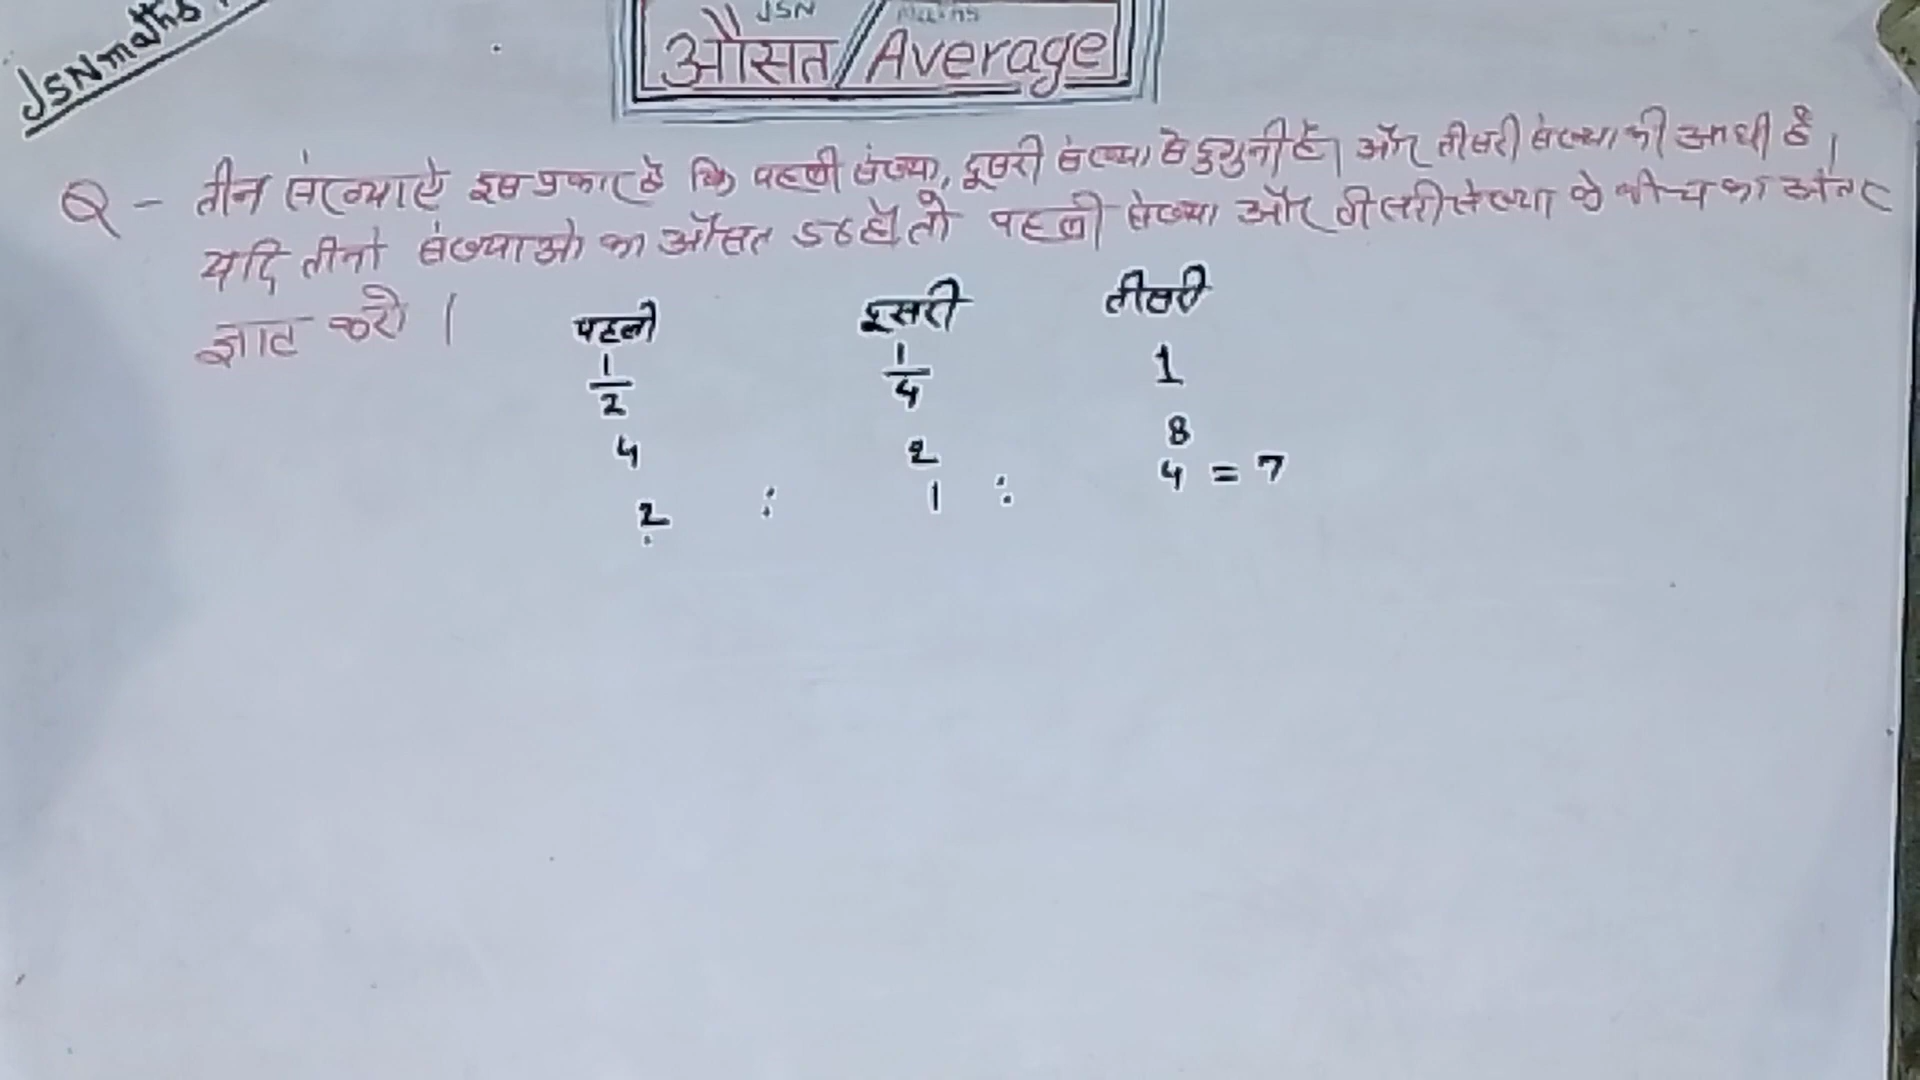 JSNmaths
JSN Maths
औसत/Average
Q - तीन संख्याऐ इस प्रकार है कि पहली संख्या, दूसरी संख्या से दुगुनी है। और तीसरी संख्या की आधी है।
यदि तीनो संख्याओ का औसत 56 हो तो पहली संख्या और तीसरी संख्या के बीच का अंतर
ज्ञात करो।
पहली दूसरी तीसरी
1/2 1/4 1
4 2 8
2 : 1 : 4 = 7